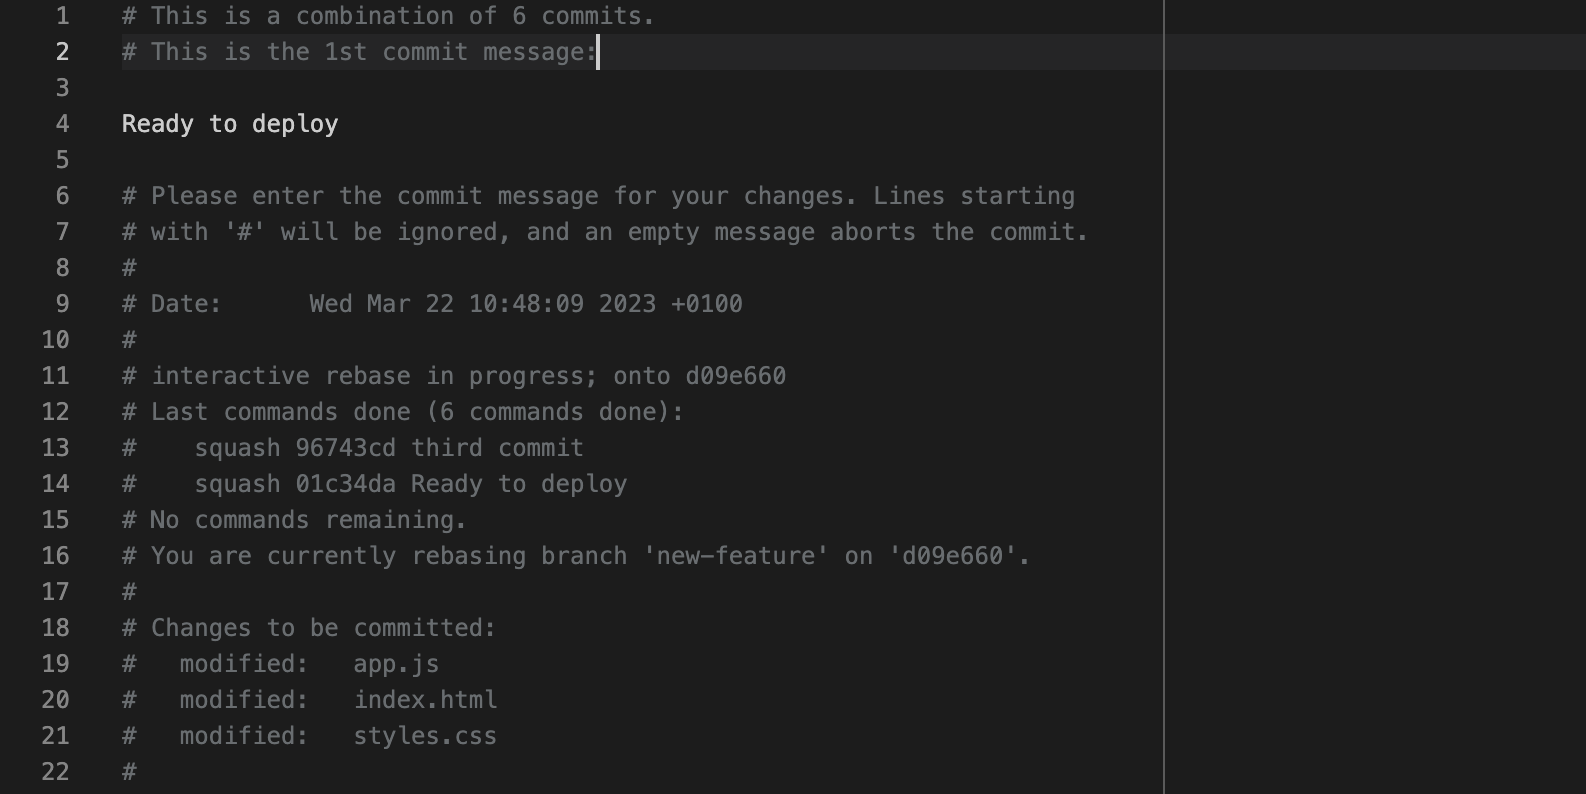 1 # This is a combination of 6 commits.
2 # This is the 1st commit message:
3
4 Ready to deploy
5
6 # Please enter the commit message for your changes. Lines starting
7 # with '#' will be ignored, and an empty message aborts the commit.
8 #
9 # Date:      Wed Mar 22 10:48:09 2023 +0100
10 #
11 # interactive rebase in progress; onto d09e660
12 # Last commands done (6 commands done):
13 #    squash 96743cd third commit
14 #    squash 01c34da Ready to deploy
15 # No commands remaining.
16 # You are currently rebasing branch 'new-feature' on 'd09e660'.
17 #
18 # Changes to be committed:
19 #   modified:   app.js
20 #   modified:   index.html
21 #   modified:   styles.css
22 #